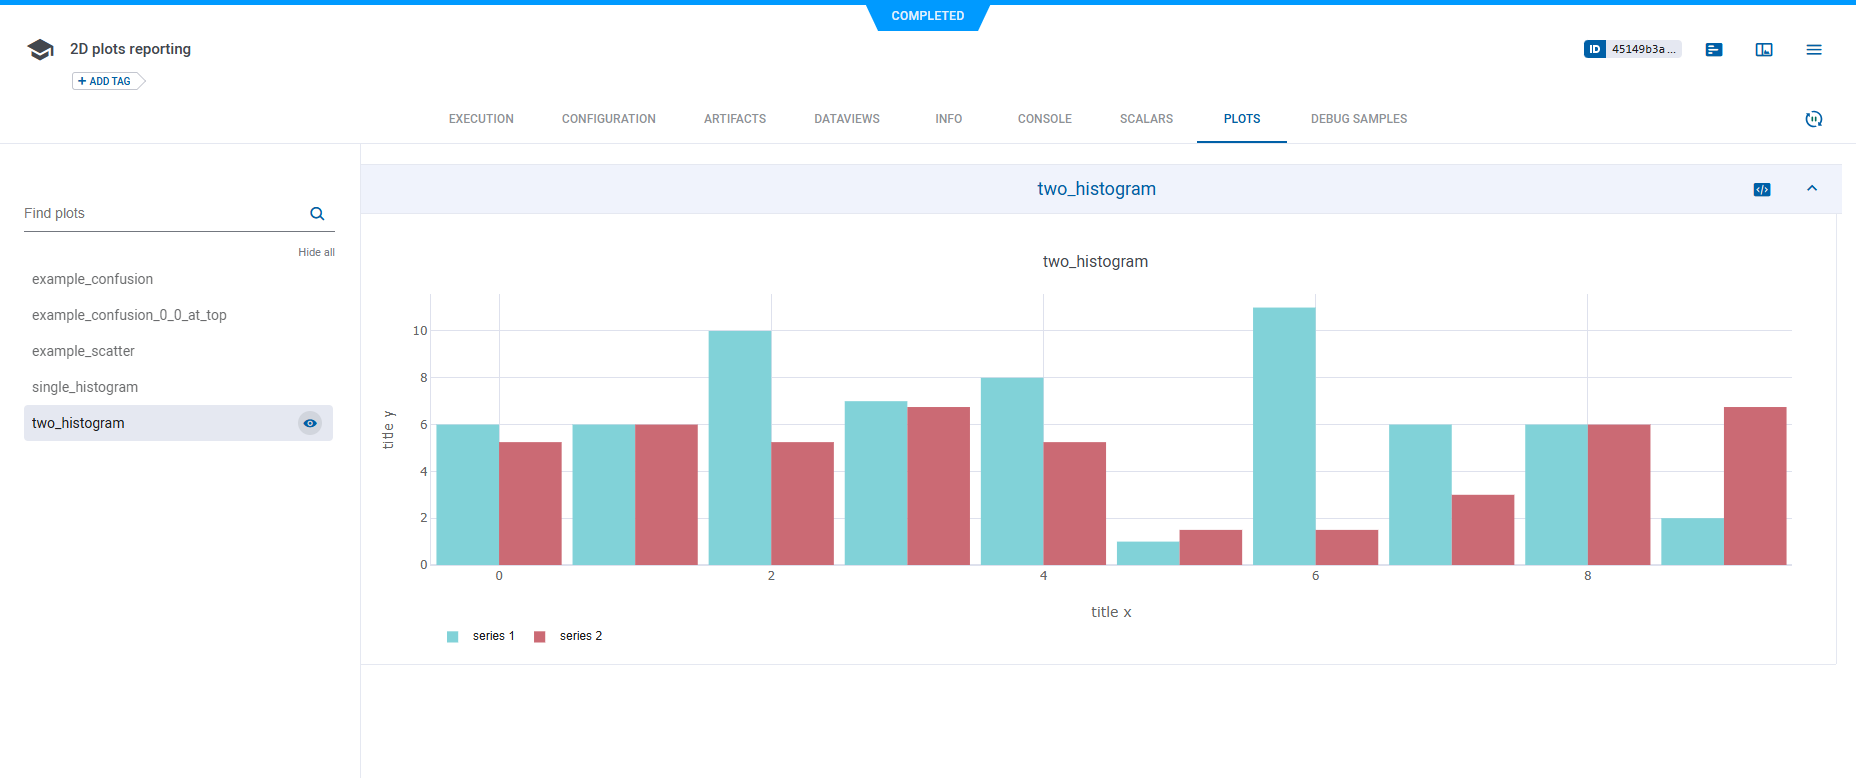 COMPLETED
2D plots reporting
ID 45149b3a ...
+ ADD TAG
EXECUTION CONFIGURATION ARTIFACTS DATAVIEWS INFO CONSOLE SCALARS PLOTS DEBUG SAMPLES
Find plots
Hide all
example_confusion
example_confusion_0_0_at_top
example_scatter
single_histogram
two_histogram
two_histogram
two_histogram
title y
10
8
6
4
2
0
0 2 4 6 8
title x
series 1 series 2